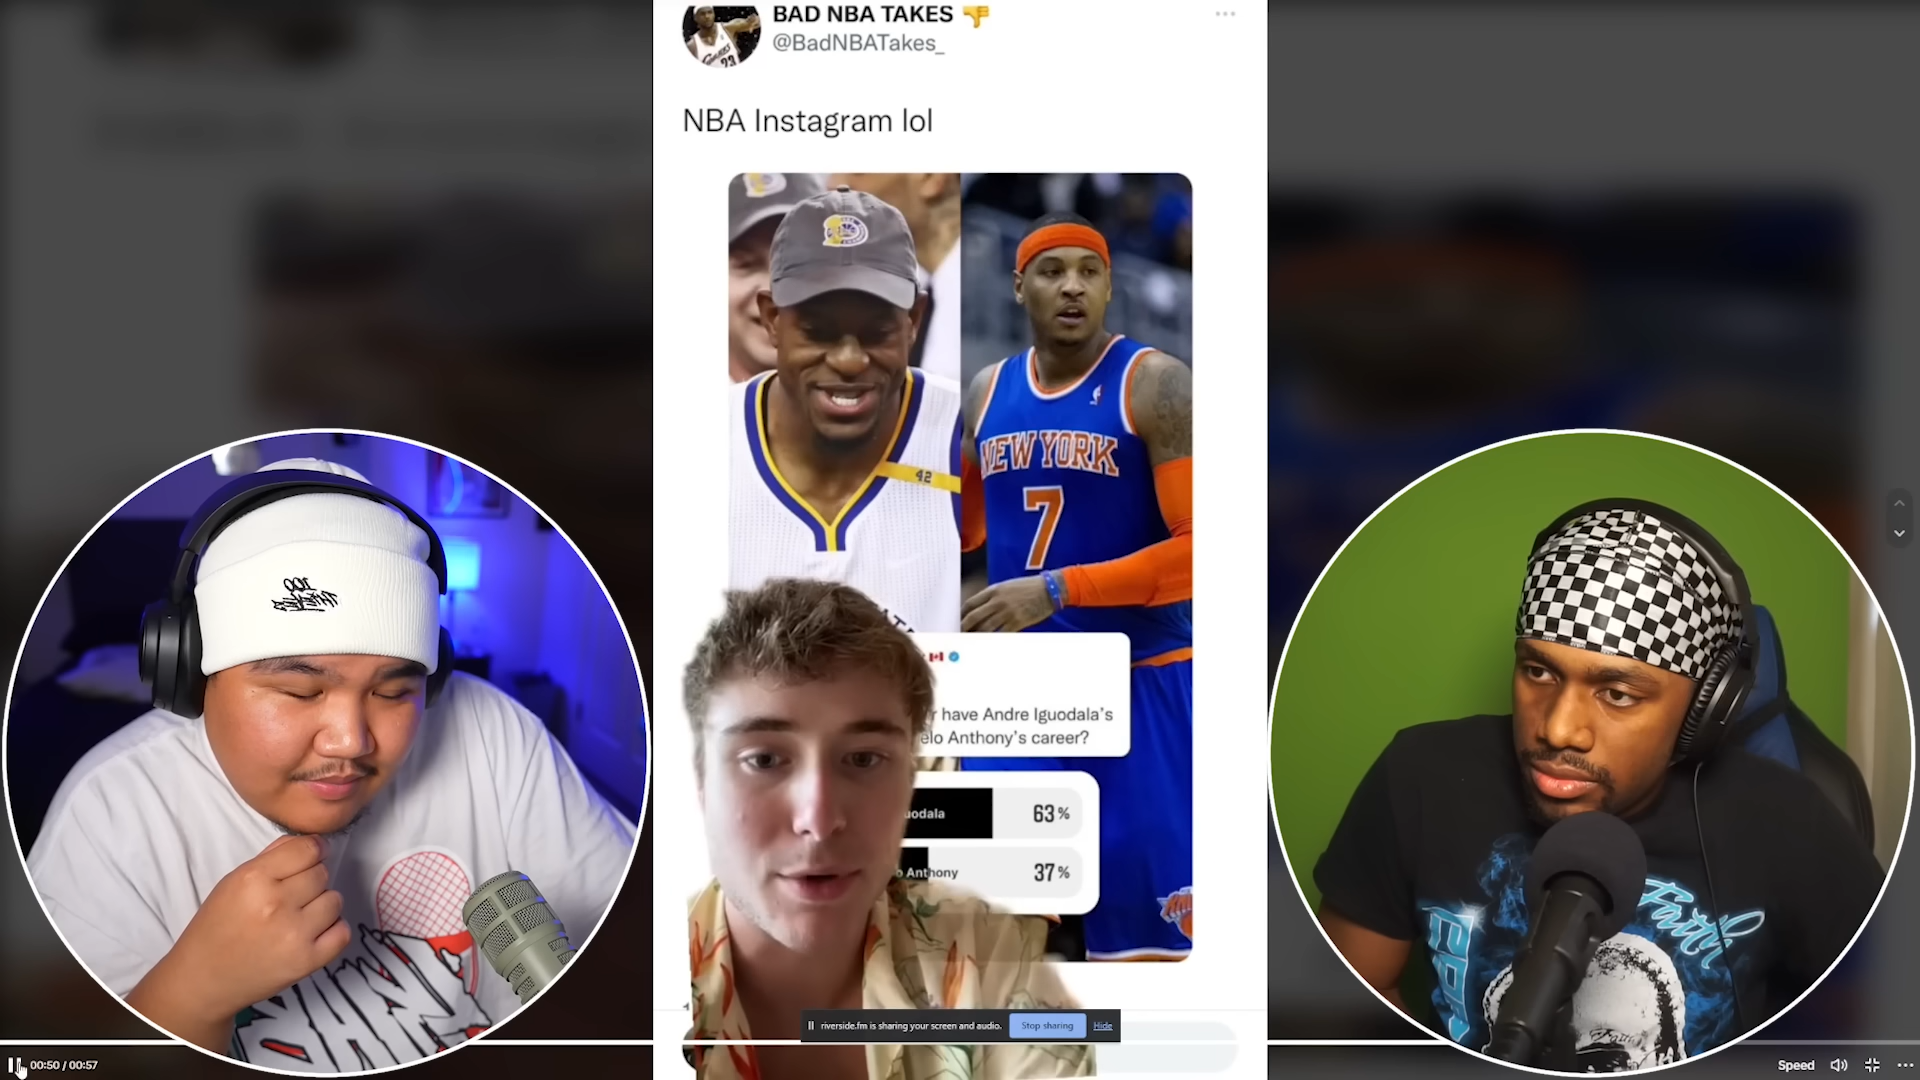 BAD NBA TAKES 👎
@BadNBATakes_
NBA Instagram lol
42
NEW YORK
7
r have Andre Iguodala's
elo Anthony's career?
uodala
63%
o Anthony
37%
Faith
riverside.fm is sharing your screen and audio.
Stop sharing
Hide
00:50 / 00:57
Speed